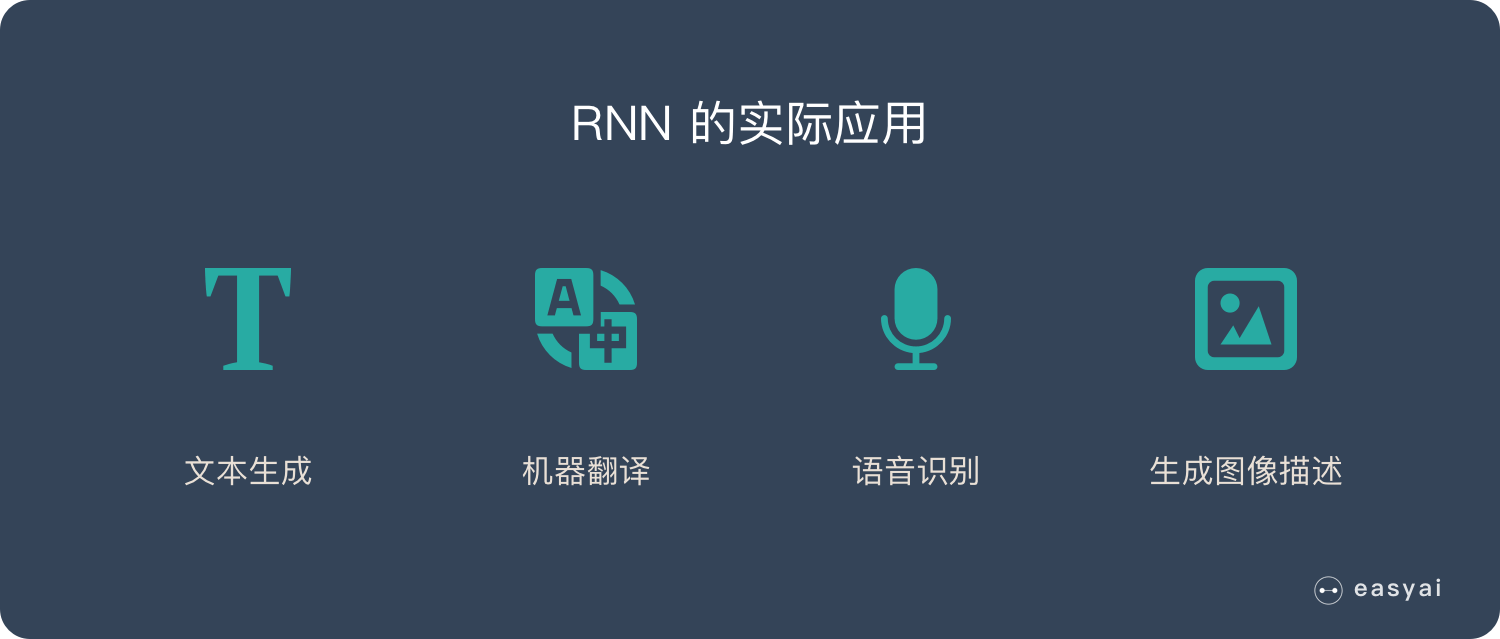 RNN 的实际应用
文本生成
机器翻译
语音识别
生成图像描述
A
中
easyai